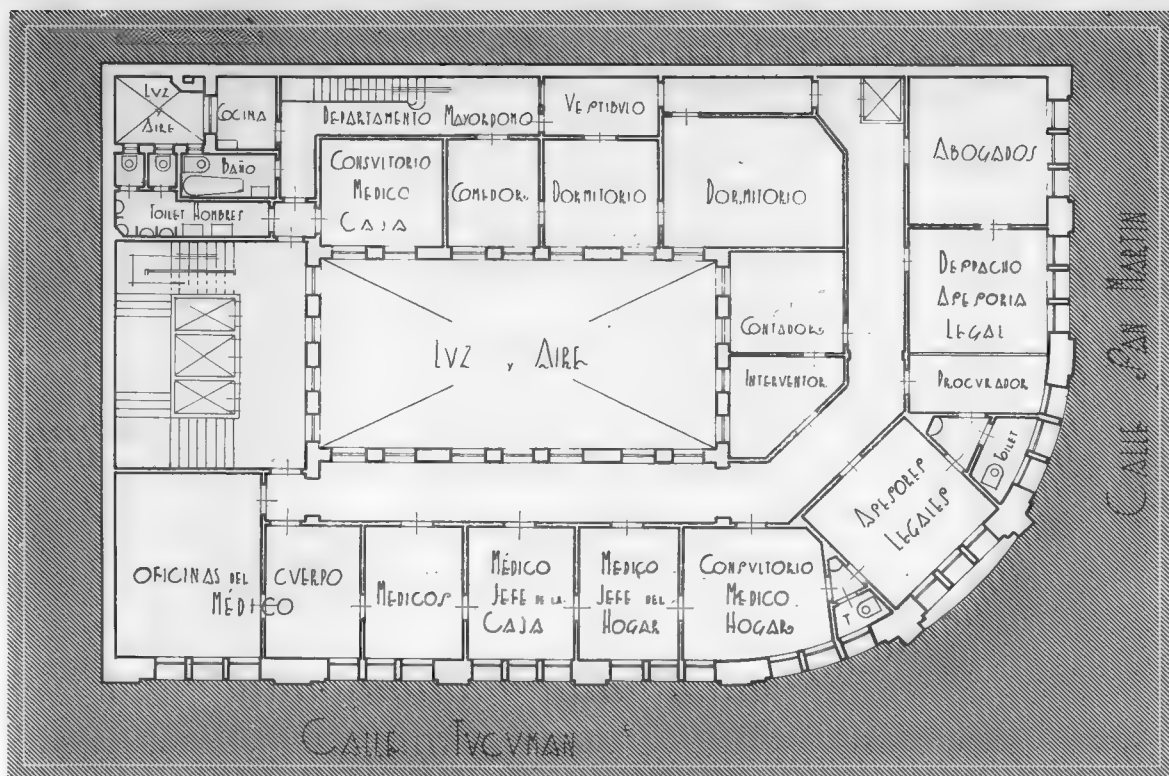 LUZ
Y
AIRE
COCINA
DEPARTAMENTO MAYORDOMO
VESTIBULO
BAÑO
CONSULTORIO
MEDICO
CAJA
COMEDOR
DORMITORIO
DORMITORIO
ABOGADOS
TOILET HOMBRES
DESPACHO
ASESORIA
LEGAL
CALLE SAN MARTIN
CONTADOR
LUZ Y AIRE
INTERVENTOR
PROCURADOR
TOILET
ASESORES
LEGALES
OFICINAS DEL
MÉDICO
CUERPO
MEDICOS
MÉDICO
JEFE DE LA
CAJA
MEDICO
JEFE DEL
HOGAR
CONSULTORIO
MEDICO
HOGAR
T
CALLE TUCUMAN